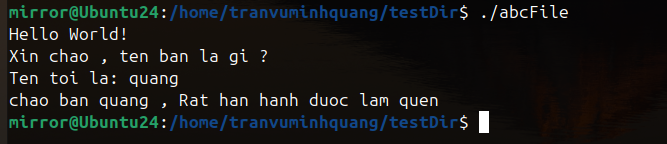 mirror@Ubuntu24:/home/tranvuminhquang/testDir$ ./abcFile
Hello World!
Xin chao , ten ban la gi ?
Ten toi la: quang
chao ban quang , Rat han hanh duoc lam quen
mirror@Ubuntu24:/home/tranvuminhquang/testDir$